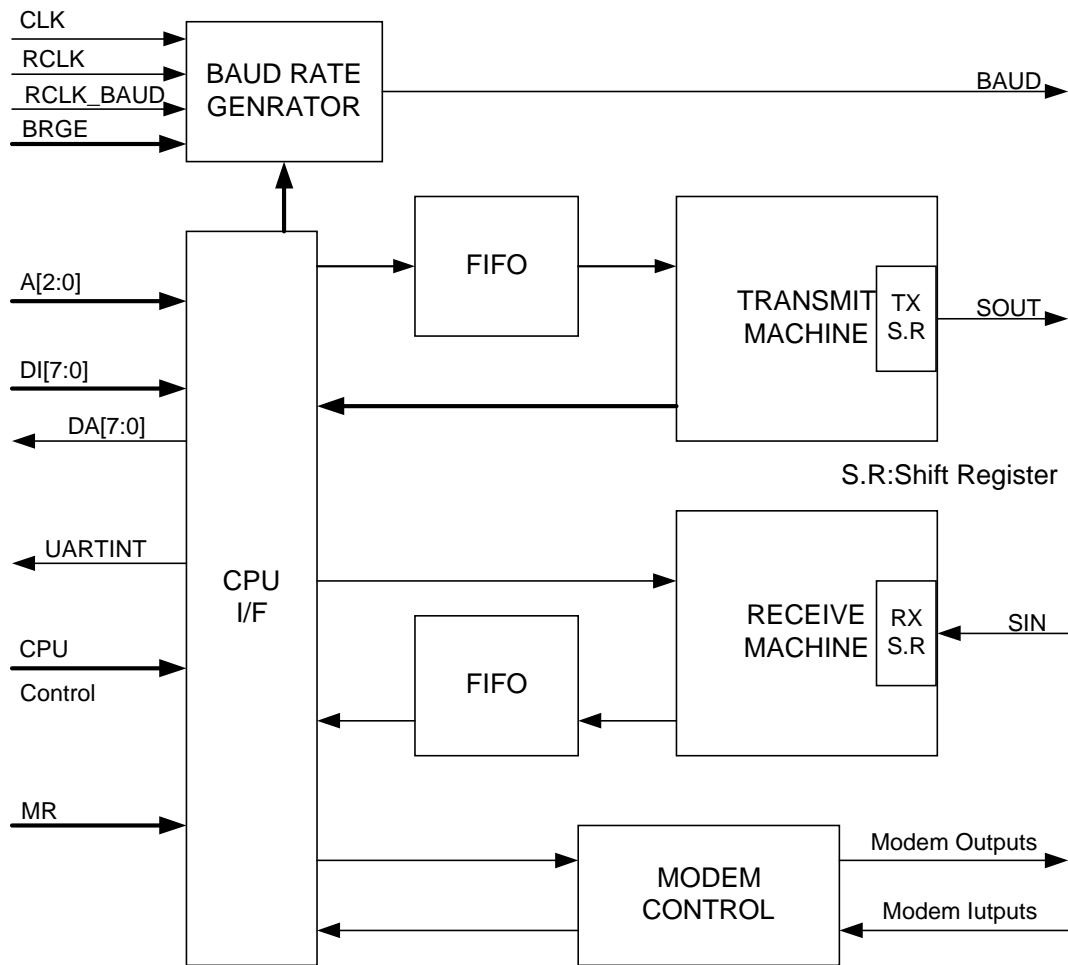 CLK
RCLK
RCLK_BAUD
BRGE
BAUD RATE
GENRATOR
BAUD
A[2:0]
DI[7:0]
DA[7:0]
UARTINT
CPU
Control
MR
CPU
I/F
FIFO
TRANSMIT
MACHINE
TX
S.R
SOUT
S.R:Shift Register
RECEIVE
MACHINE
RX
S.R
SIN
FIFO
MODEM
CONTROL
Modem Outputs
Modem Iutputs